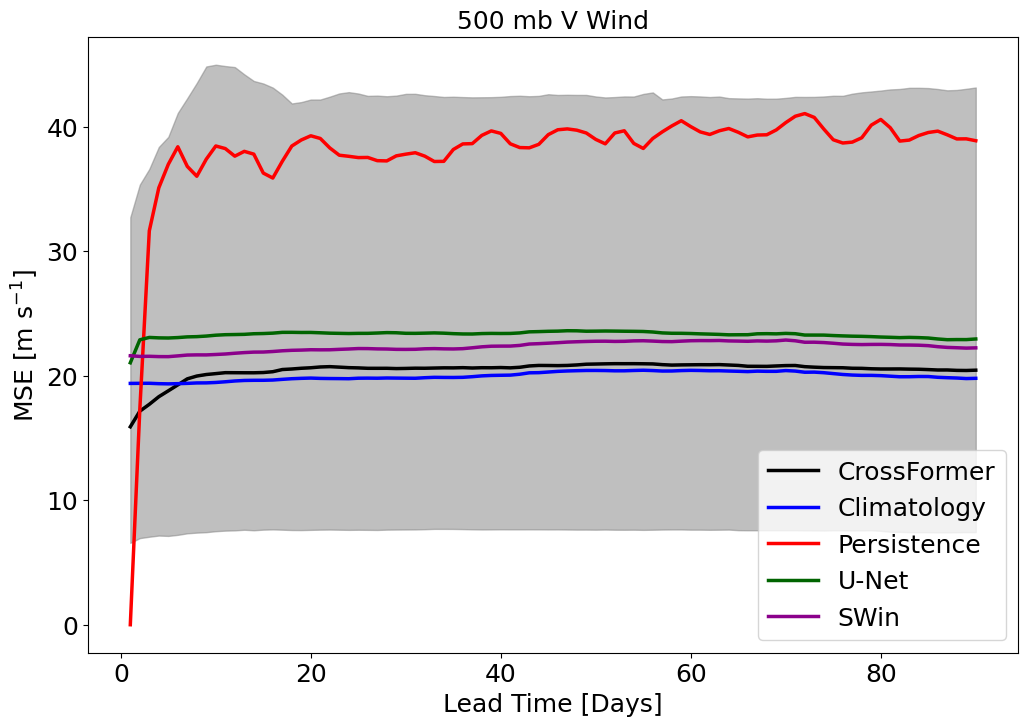 500 mb V Wind
MSE [m s⁻¹]
40
30
20
10
0
0 20 40 60 80
Lead Time [Days]
CrossFormer
Climatology
Persistence
U-Net
SWin